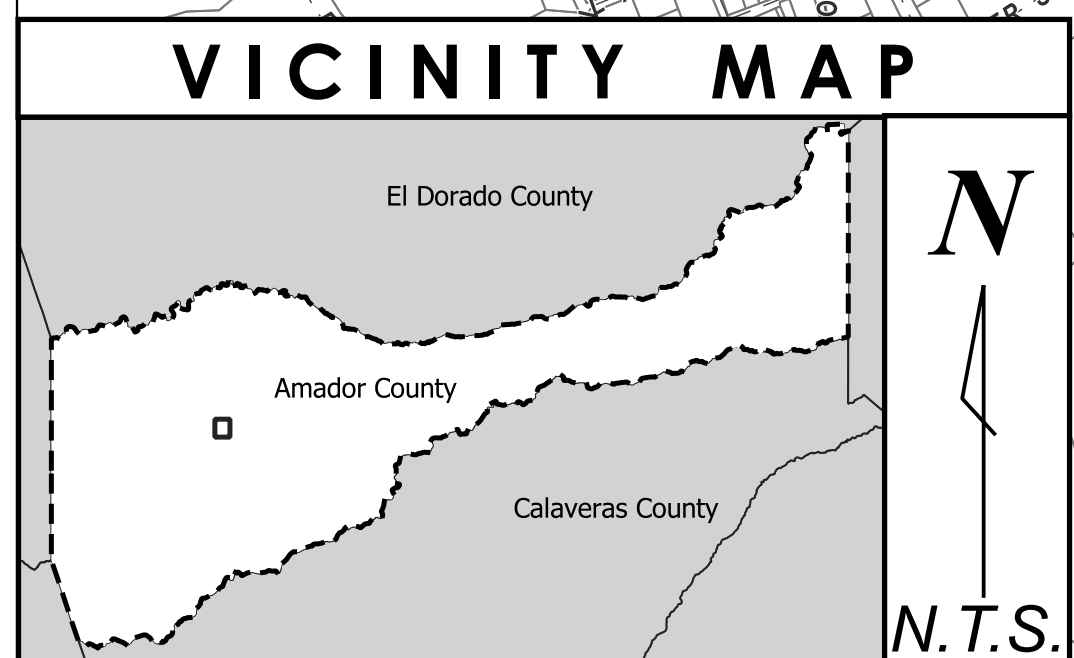 VICINITY MAP
El Dorado County
Amador County
Calaveras County
N
N.T.S.